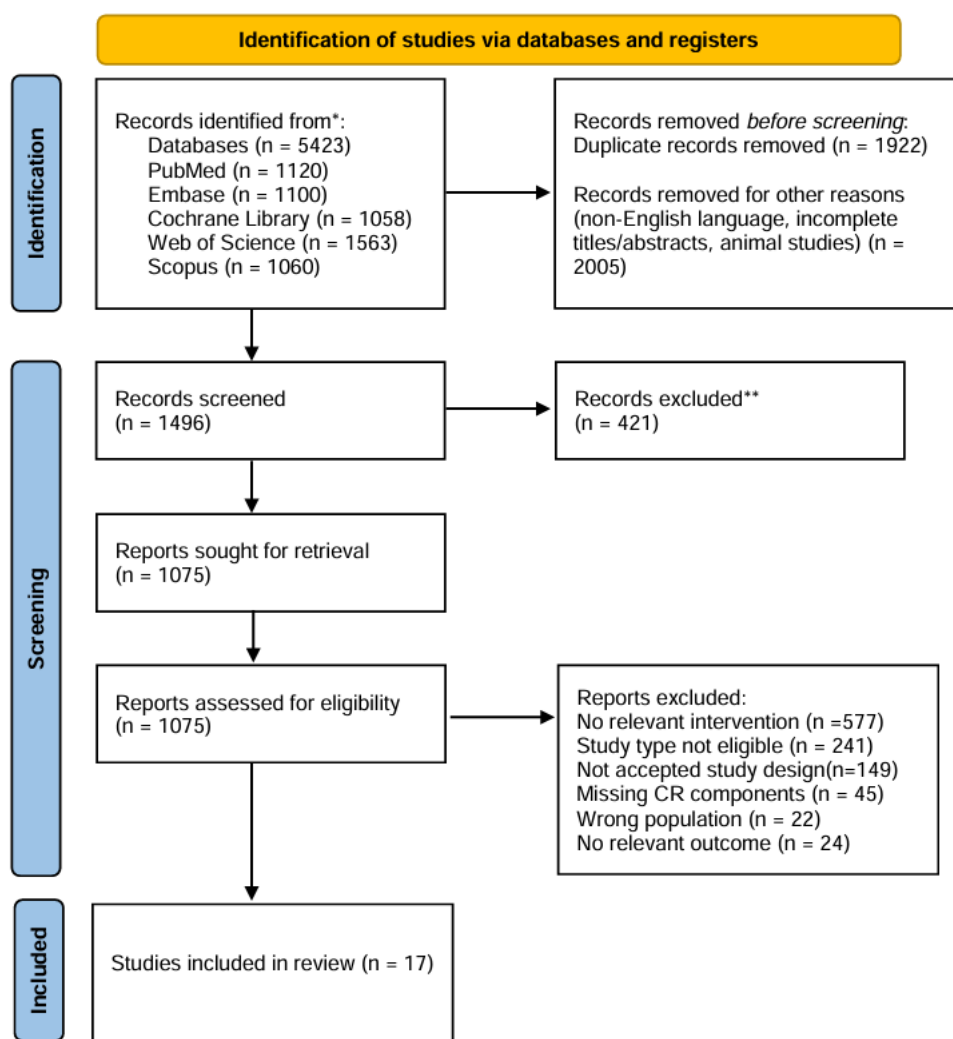 Identification of studies via databases and registers
Identification
Records identified from*:
Databases (n = 5423)
PubMed (n = 1120)
Embase (n = 1100)
Cochrane Library (n = 1058)
Web of Science (n = 1563)
Scopus (n = 1060)
Records removed before screening:
Duplicate records removed (n = 1922)
Records removed for other reasons
(non-English language, incomplete
titles/abstracts, animal studies) (n =
2005)
Screening
Records screened
(n = 1496)
Records excluded**
(n = 421)
Reports sought for retrieval
(n = 1075)
Reports assessed for eligibility
(n = 1075)
Reports excluded:
No relevant intervention (n =577)
Study type not eligible (n = 241)
Not accepted study design(n=149)
Missing CR components (n = 45)
Wrong population (n = 22)
No relevant outcome (n = 24)
Included
Studies included in review (n = 17)